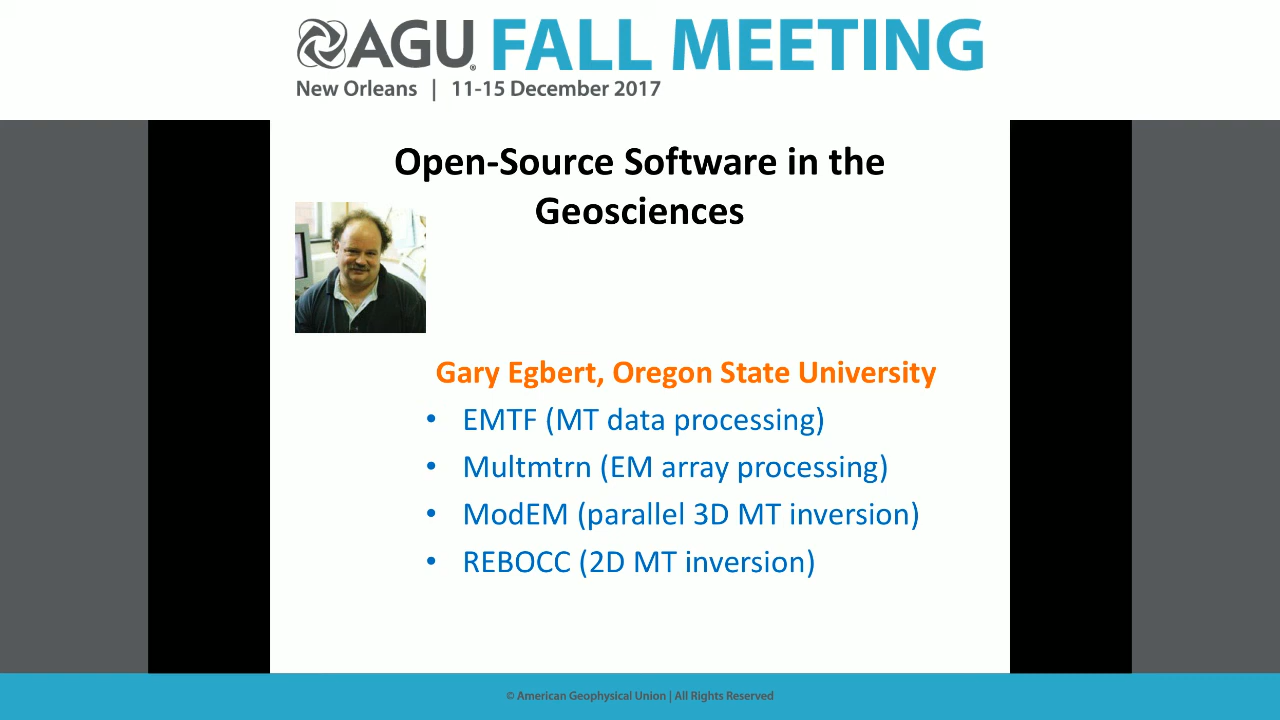 AGU FALL MEETING
New Orleans | 11-15 December 2017
Open-Source Software in the
Geosciences
Gary Egbert, Oregon State University
• EMTF (MT data processing)
• Multmtrn (EM array processing)
• ModEM (parallel 3D MT inversion)
• REBOCC (2D MT inversion)
© American Geophysical Union | All Rights Reserved